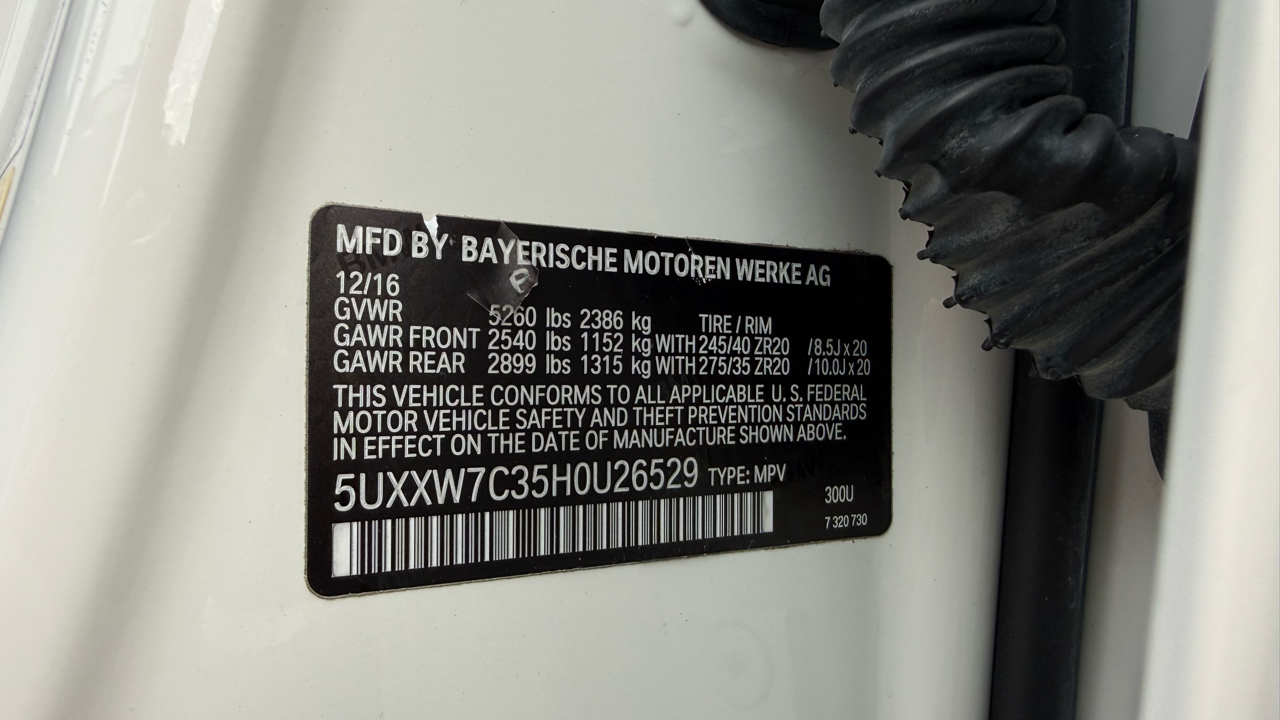 MFD BY BAYERISCHE MOTOREN WERKE AG
12/16
GVWR 5260 lbs 2386 kg TIRE / RIM
GAWR FRONT 2540 lbs 1152 kg WITH 245/40 ZR20 /8.5J x 20
GAWR REAR 2899 lbs 1315 kg WITH 275/35 ZR20 /10.0J x 20
THIS VEHICLE CONFORMS TO ALL APPLICABLE U. S. FEDERAL
MOTOR VEHICLE SAFETY AND THEFT PREVENTION STANDARDS
IN EFFECT ON THE DATE OF MANUFACTURE SHOWN ABOVE.
5UXXW7C35H0U26529 TYPE: MPV
300U
7 320 730